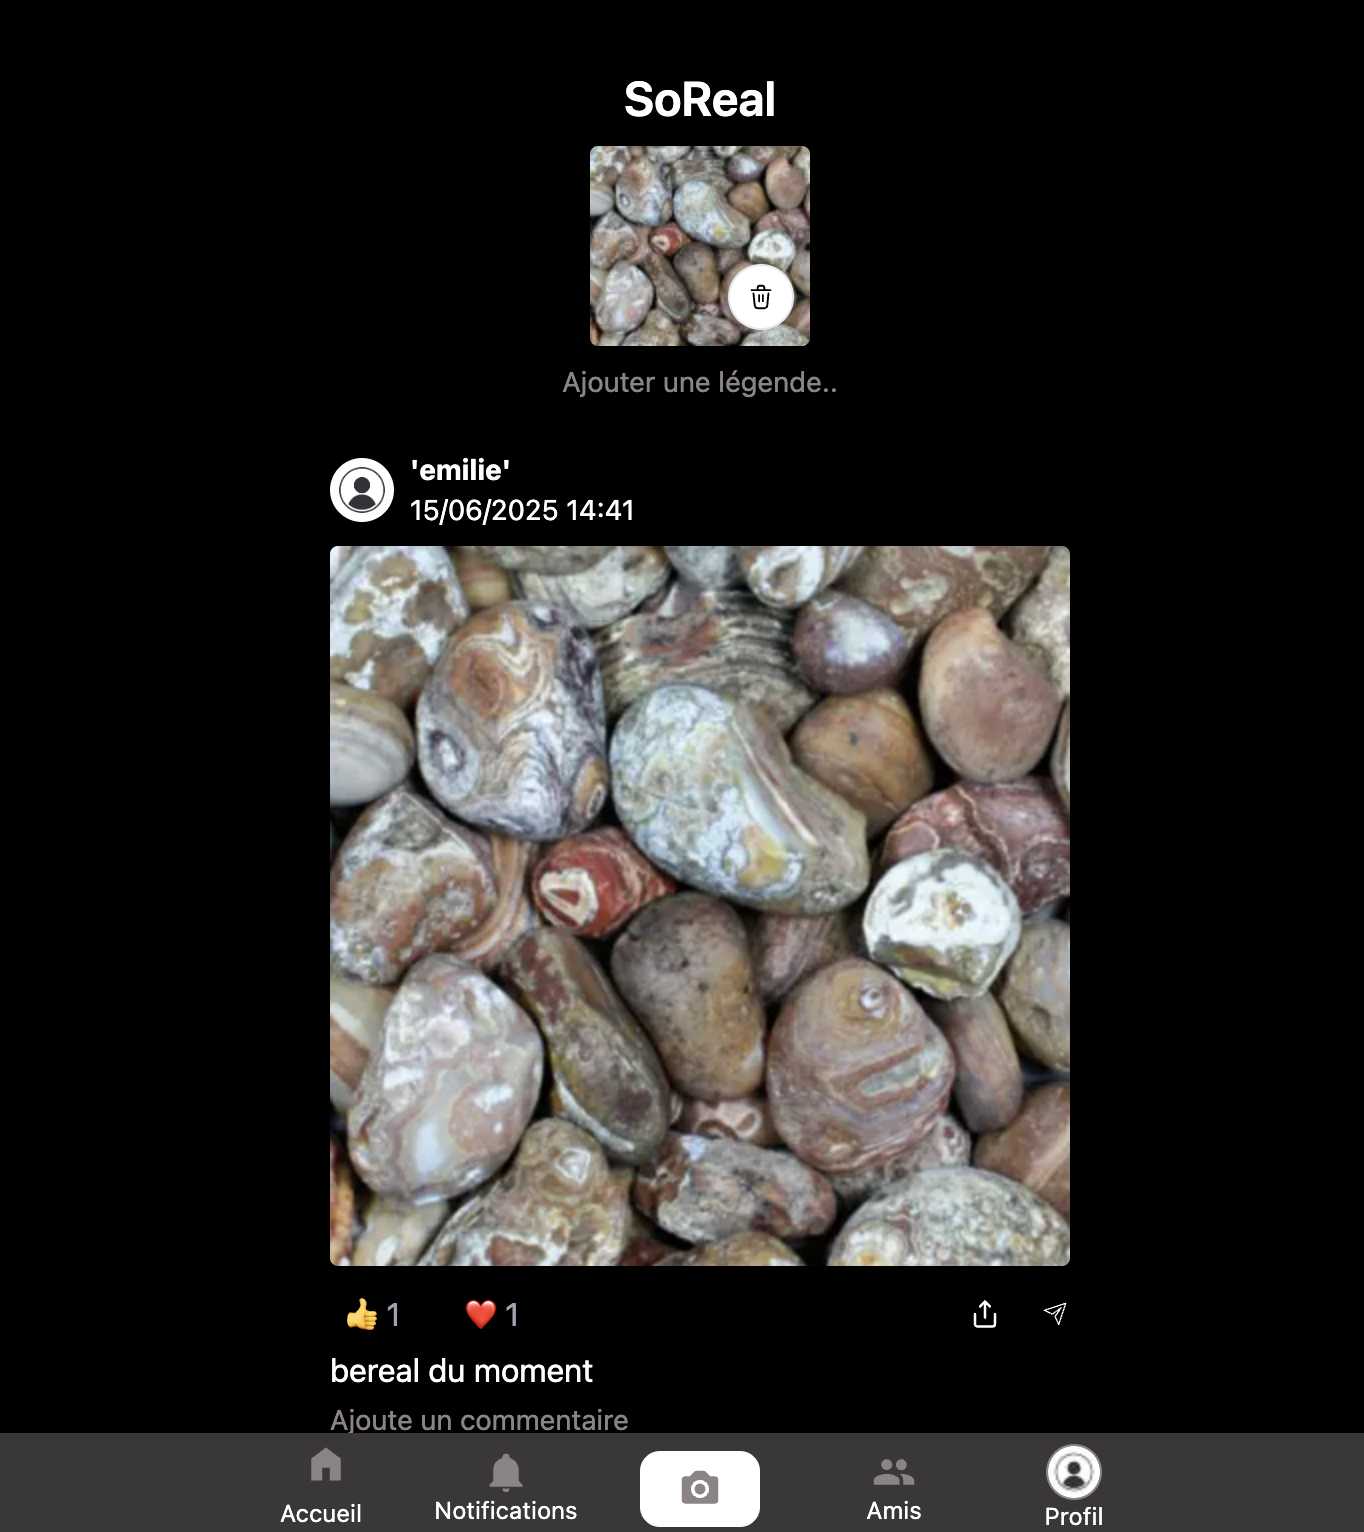 SoReal
Ajouter une légende..
'emilie'
15/06/2025 14:41
👍 1 ❤️ 1
bereal du moment
Ajoute un commentaire
Accueil
Notifications
Amis
Profil